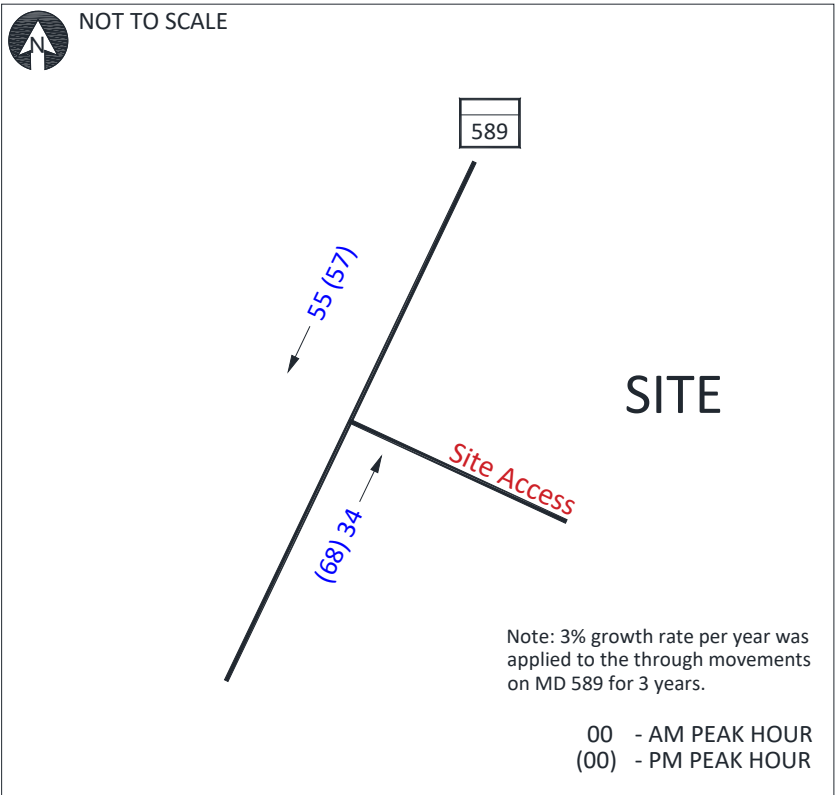 N
NOT TO SCALE
589
55 (57)
SITE
Site Access
(68) 34
Note: 3% growth rate per year was
applied to the through movements
on MD 589 for 3 years.
00 - AM PEAK HOUR
(00) - PM PEAK HOUR